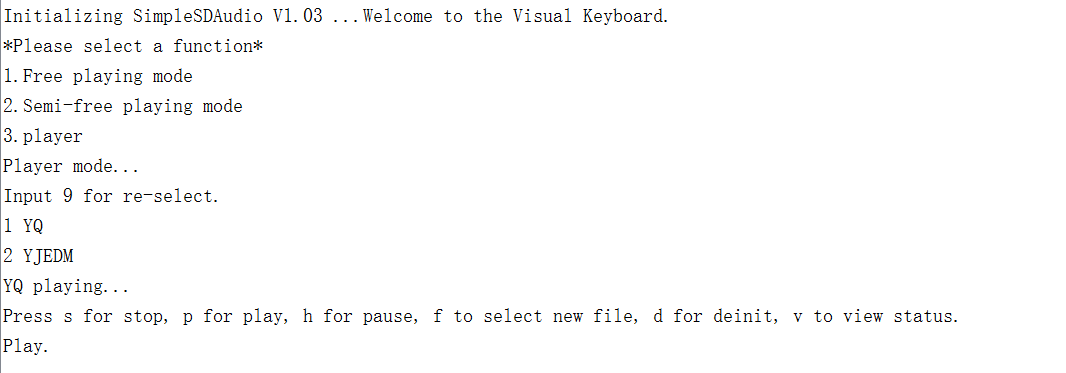 Initializing SimpleSDAudio V1.03 ...Welcome to the Visual Keyboard.
*Please select a function*
1.Free playing mode
2.Semi-free playing mode
3.player
Player mode...
Input 9 for re-select.
1 YQ
2 YJEDM
YQ playing...
Press s for stop, p for play, h for pause, f to select new file, d for deinit, v to view status.
Play.